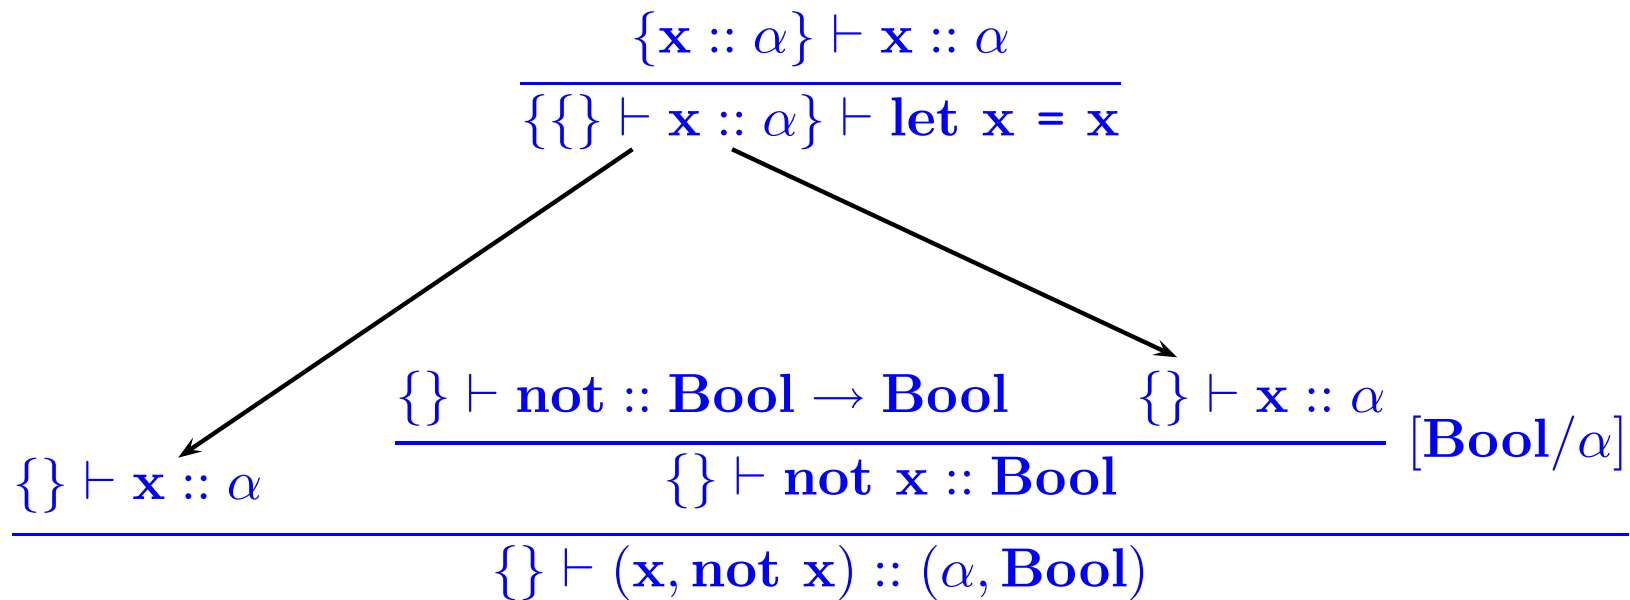 {x :: α} ⊢ x :: α
{{} ⊢ x :: α} ⊢ let x = x
{} ⊢ not :: Bool → Bool {} ⊢ x :: α
[Bool/α]
{} ⊢ x :: α
{} ⊢ not x :: Bool
{} ⊢ (x, not x) :: (α, Bool)